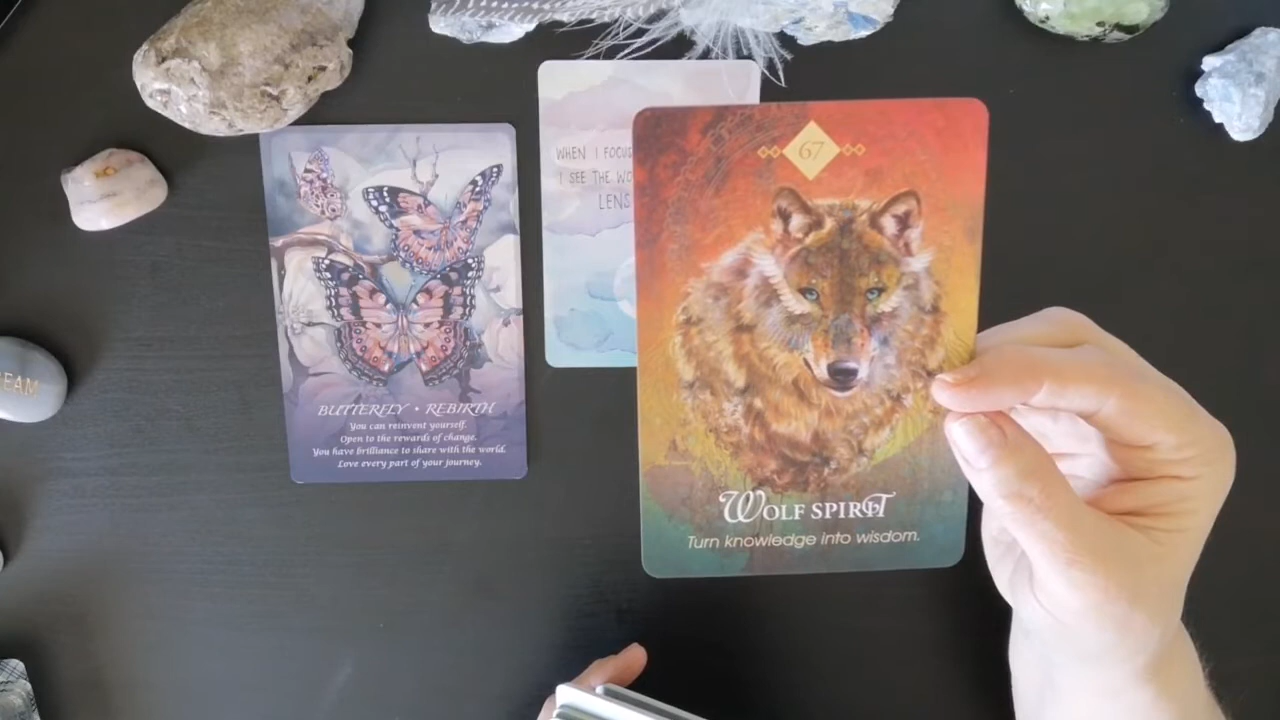 EAM
BUTTERFLY • REBIRTH
You can reinvent yourself.
Open to the rewards of change.
You have brilliance to share with the world.
Love every part of your journey.
WHEN I FOCUS
I SEE THE WO
LENS
67
WOLF SPIRIT
Turn knowledge into wisdom.